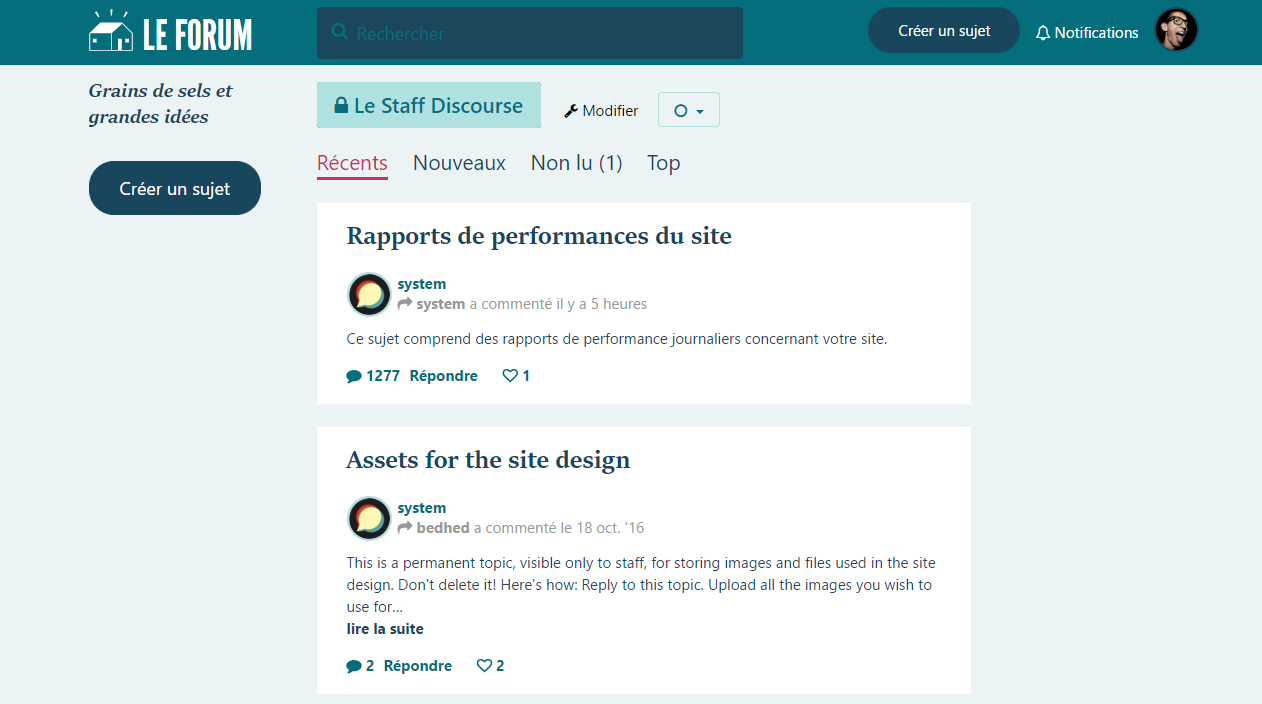 LE FORUM
Rechercher
Créer un sujet
Notifications
Grains de sels et
grandes idées
Créer un sujet
Le Staff Discourse
Modifier
Récents Nouveaux Non lu (1) Top
Rapports de performances du site
system
system a commenté il y a 5 heures
Ce sujet comprend des rapports de performance journaliers concernant votre site.
1277 Répondre 1
Assets for the site design
system
bedhed a commenté le 18 oct. '16
This is a permanent topic, visible only to staff, for storing images and files used in the site
design. Don't delete it! Here's how: Reply to this topic. Upload all the images you wish to
use for…
lire la suite
2 Répondre 2